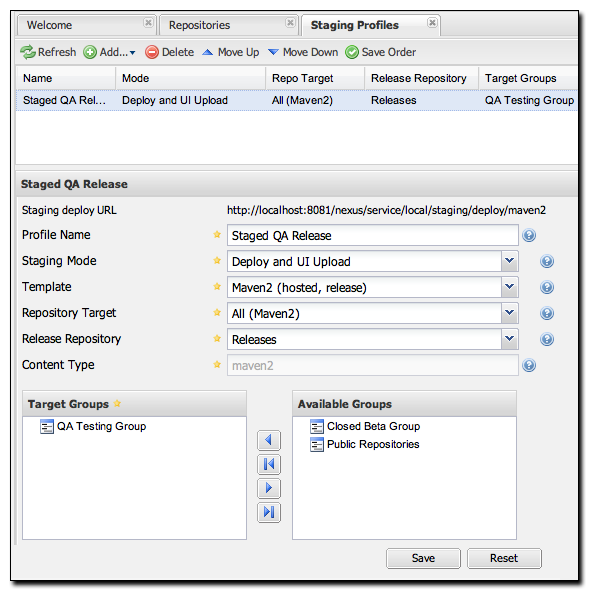 Welcome Repositories Staging Profiles
Refresh Add... Delete Move Up Move Down Save Order
Name Mode Repo Target Release Repository Target Groups
Staged QA Rel... Deploy and UI Upload All (Maven2) Releases QA Testing Group
Staged QA Release
Staging deploy URL http://localhost:8081/nexus/service/local/staging/deploy/maven2
Profile Name Staged QA Release
Staging Mode Deploy and UI Upload
Template Maven2 (hosted, release)
Repository Target All (Maven2)
Release Repository Releases
Content Type maven2
Target Groups Available Groups
QA Testing Group Closed Beta Group
Public Repositories
Save Reset